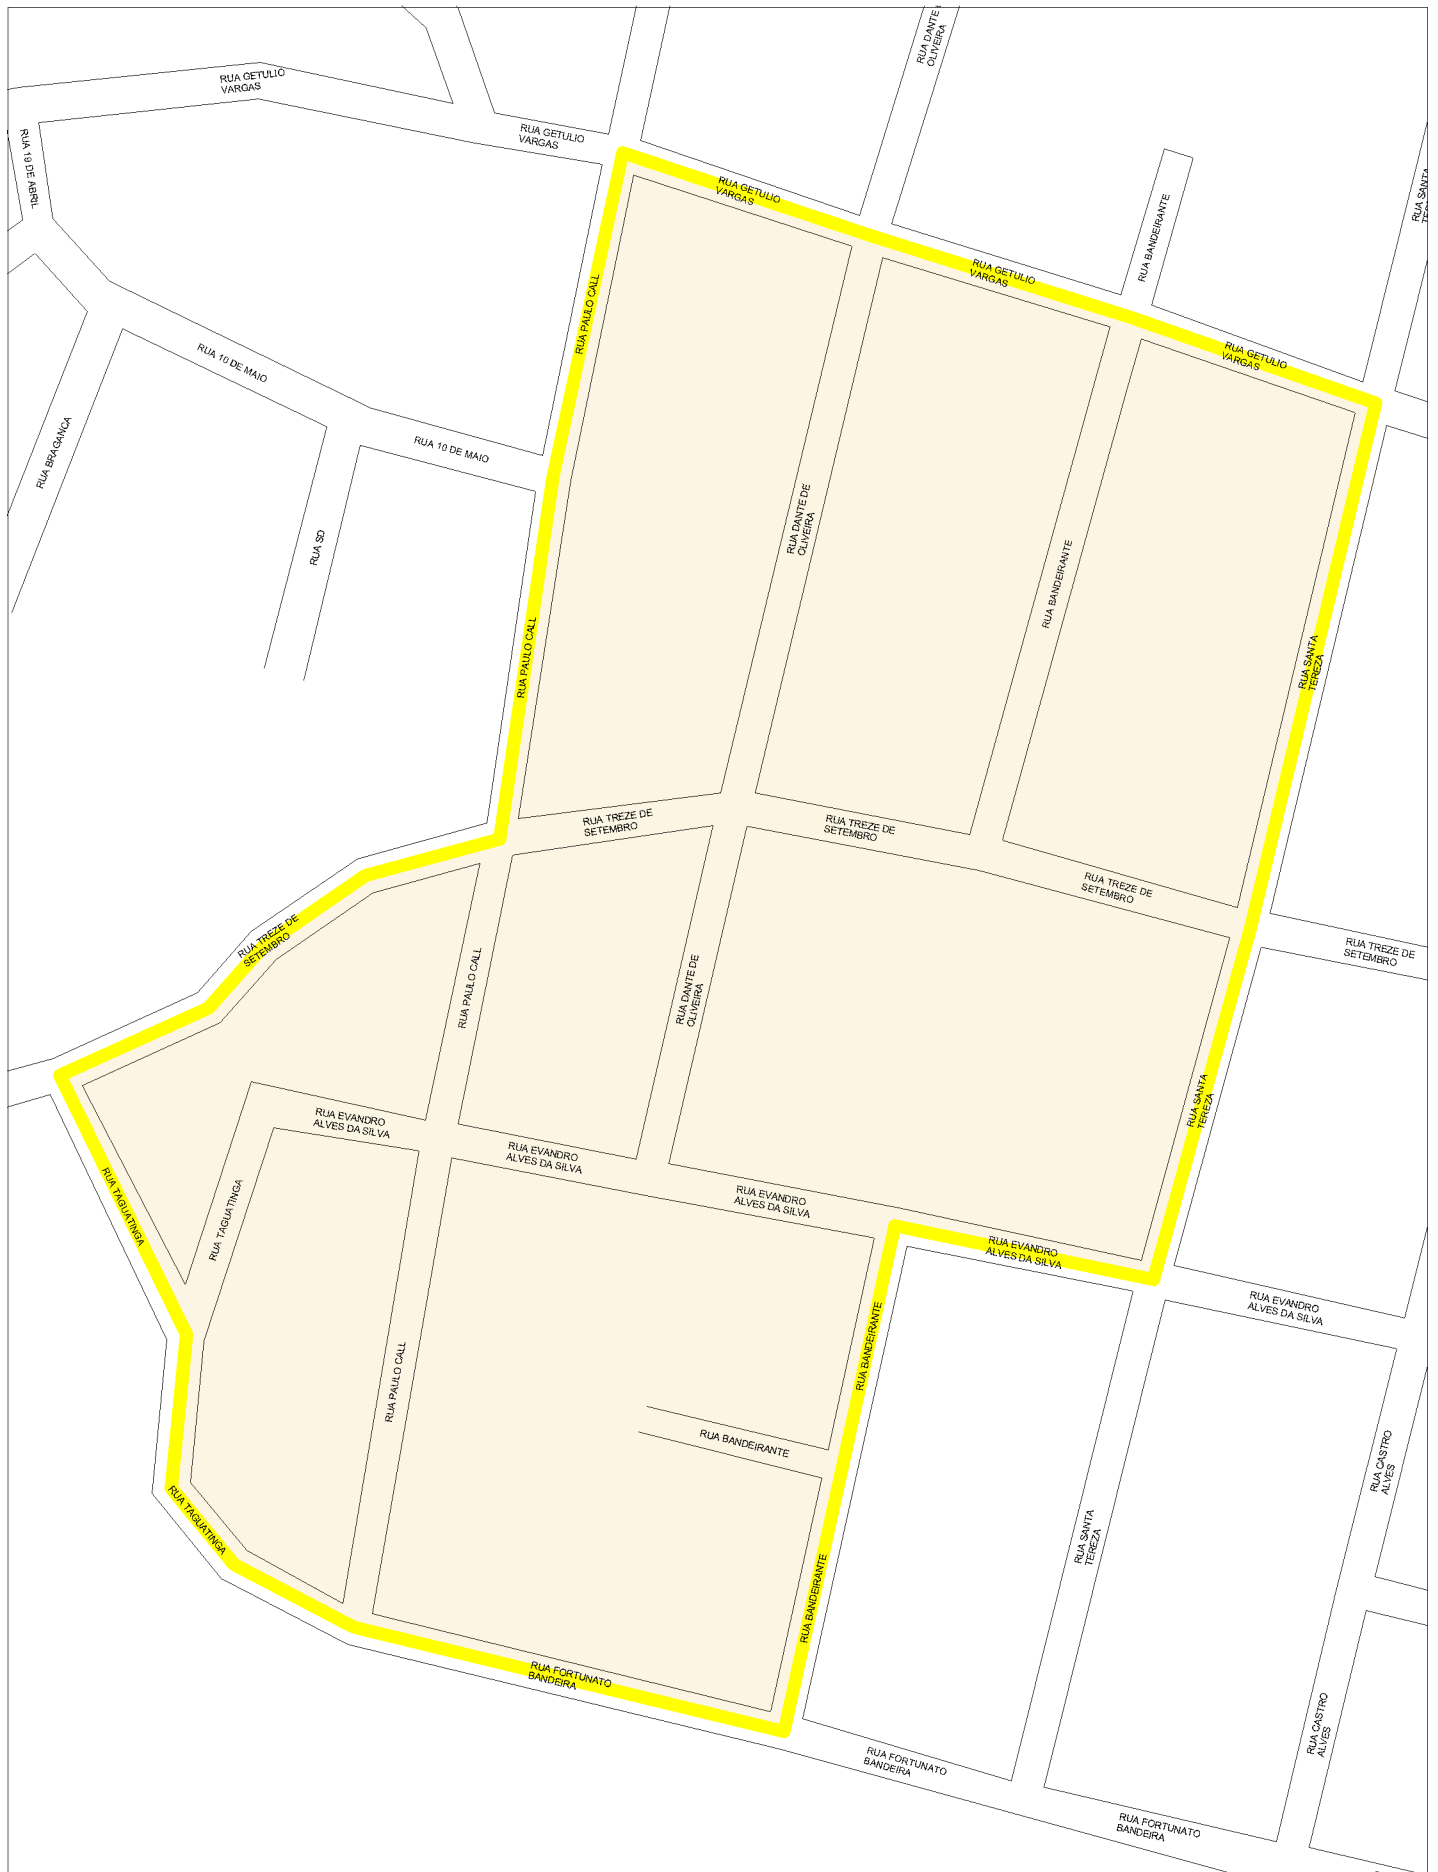 RUA DANTE
OLIVEIRA
RUA GETULIO
VARGAS
RUA GETULIO
VARGAS
RUA 19 DE ABRIL
RUA GETULIO
VARGAS
RUA SANTA
RUA BANDEIRANTE
RUA GETULIO
VARGAS
RUA PAULO CALL
RUA GETULIO
VARGAS
RUA 10 DE MAIO
RUA 10 DE MAIO
RUA BRAGANCA
RUA DANTE DE
OLIVEIRA
RUA SD
RUA BANDEIRANTE
RUA PAULO CALL
RUA SANTA
TEREZA
RUA TREZE DE
SETEMBRO
RUA TREZE DE
SETEMBRO
RUA TREZE DE
SETEMBRO
RUA TREZE DE
SETEMBRO
RUA TREZE DE
SETEMBRO
RUA PAULO CALL
RUA DANTE DE
OLIVEIRA
RUA SANTA
TEREZA
RUA EVANDRO
ALVES DA SILVA
RUA EVANDRO
ALVES DA SILVA
RUA TAGUATINGA
RUA TAGUATINGA
RUA EVANDRO
ALVES DA SILVA
RUA EVANDRO
ALVES DA SILVA
RUA EVANDRO
ALVES DA SILVA
RUA BANDEIRANTE
RUA PAULO CALL
RUA BANDEIRANTE
RUA CASTRO
ALVES
RUA TAGUATINGA
RUA SANTA
TEREZA
RUA BANDEIRANTE
RUA FORTUNATO
BANDEIRA
RUA CASTRO
ALVES
RUA FORTUNATO
BANDEIRA
RUA FORTUNATO
BANDEIRA